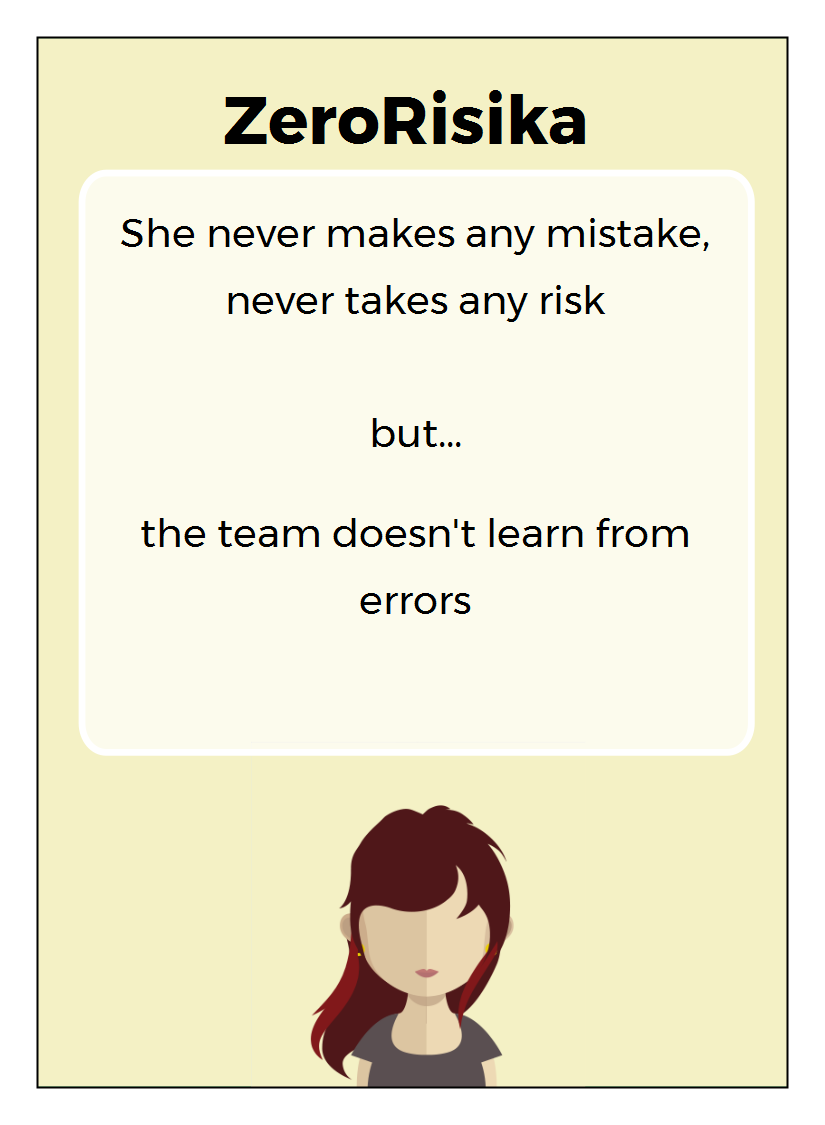 ZeroRisika
She never makes any mistake,
never takes any risk
but...
the team doesn't learn from
errors